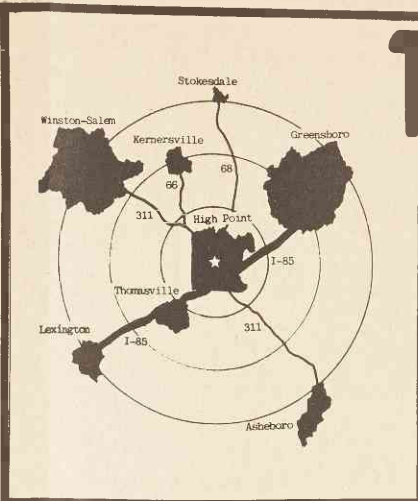 Stokesdale
Winston-Salem
Kernersville
Greensboro
66
68
311
High Point
I-85
Thomasville
Lexington
I-85
311
Asheboro